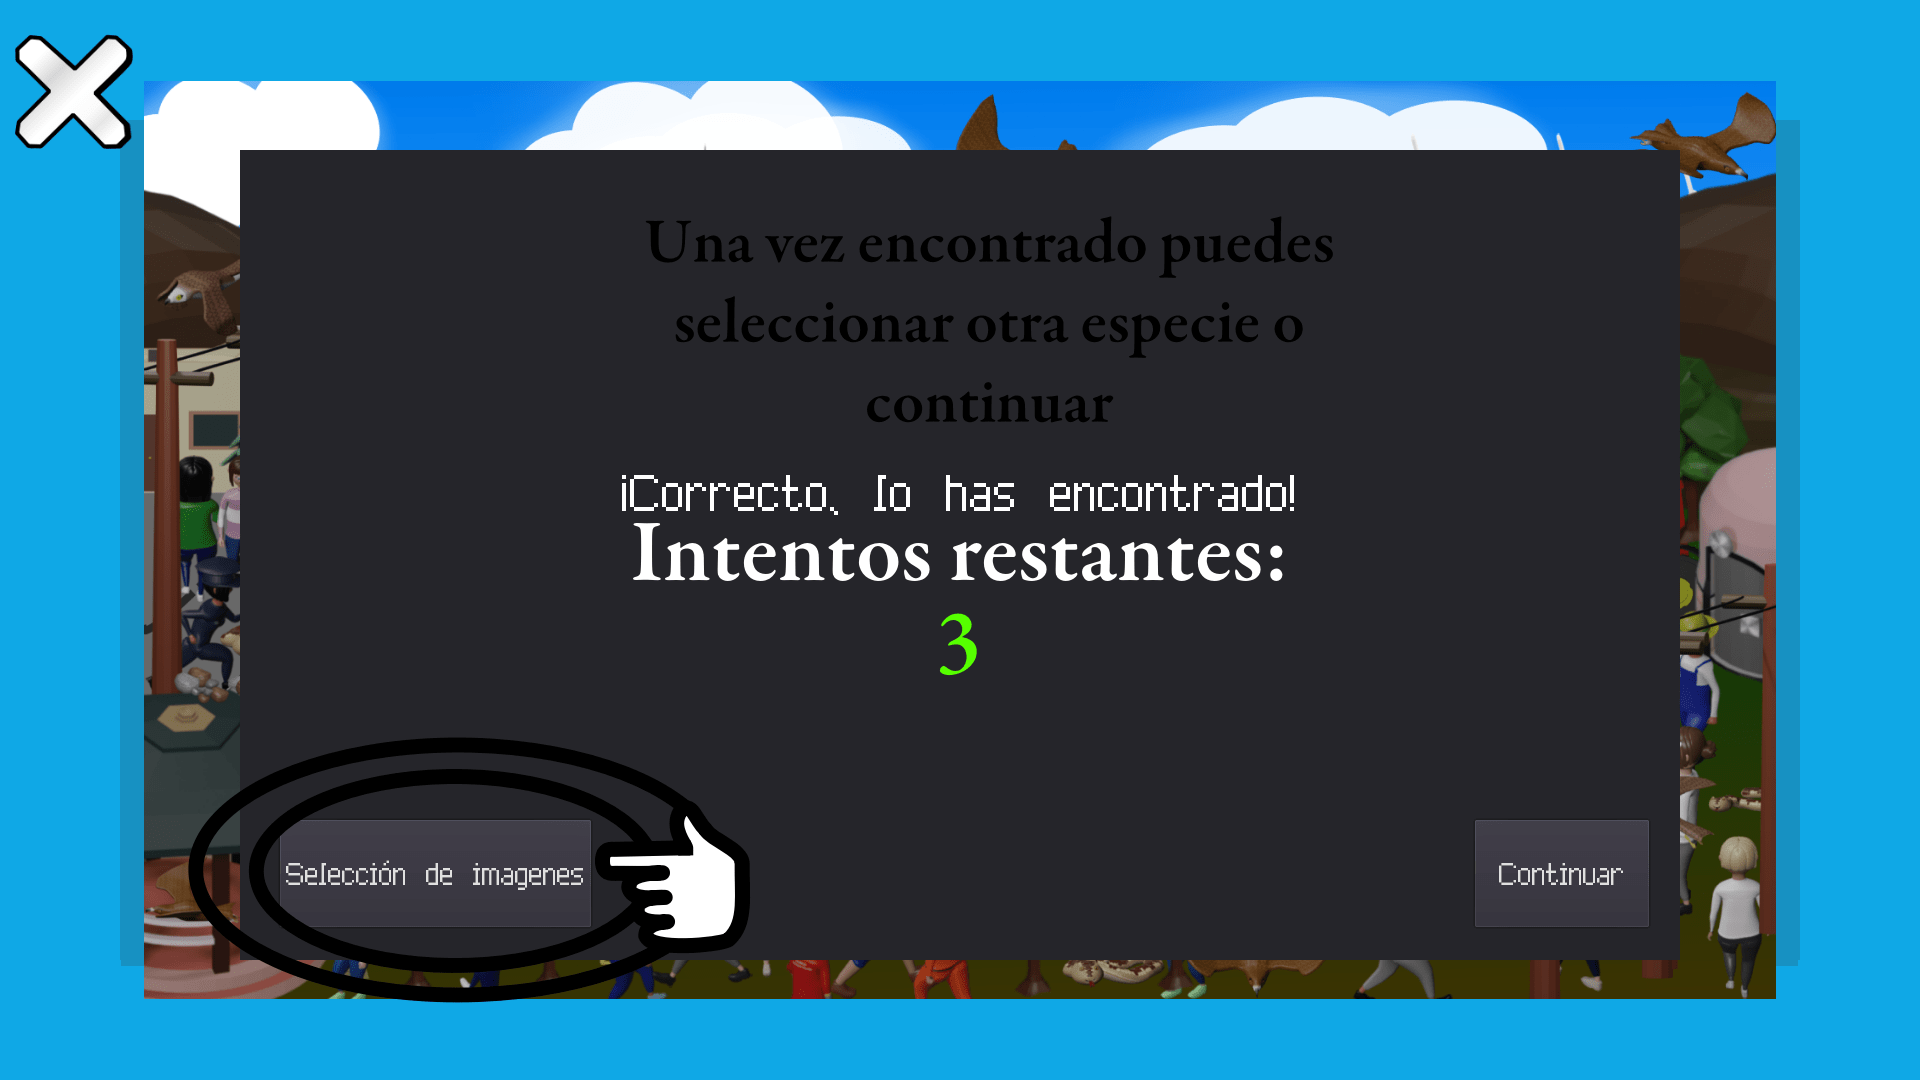 Una vez encontrado puedes
seleccionar otra especie o
continuar
¡Correcto, lo has encontrado!
Intentos restantes:
3
Selección de imagenes
Continuar